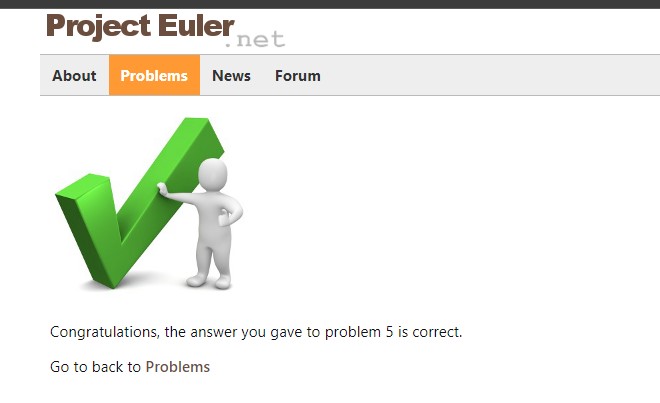 Project Euler
.net
About Problems News Forum
Congratulations, the answer you gave to problem 5 is correct.
Go to back to Problems